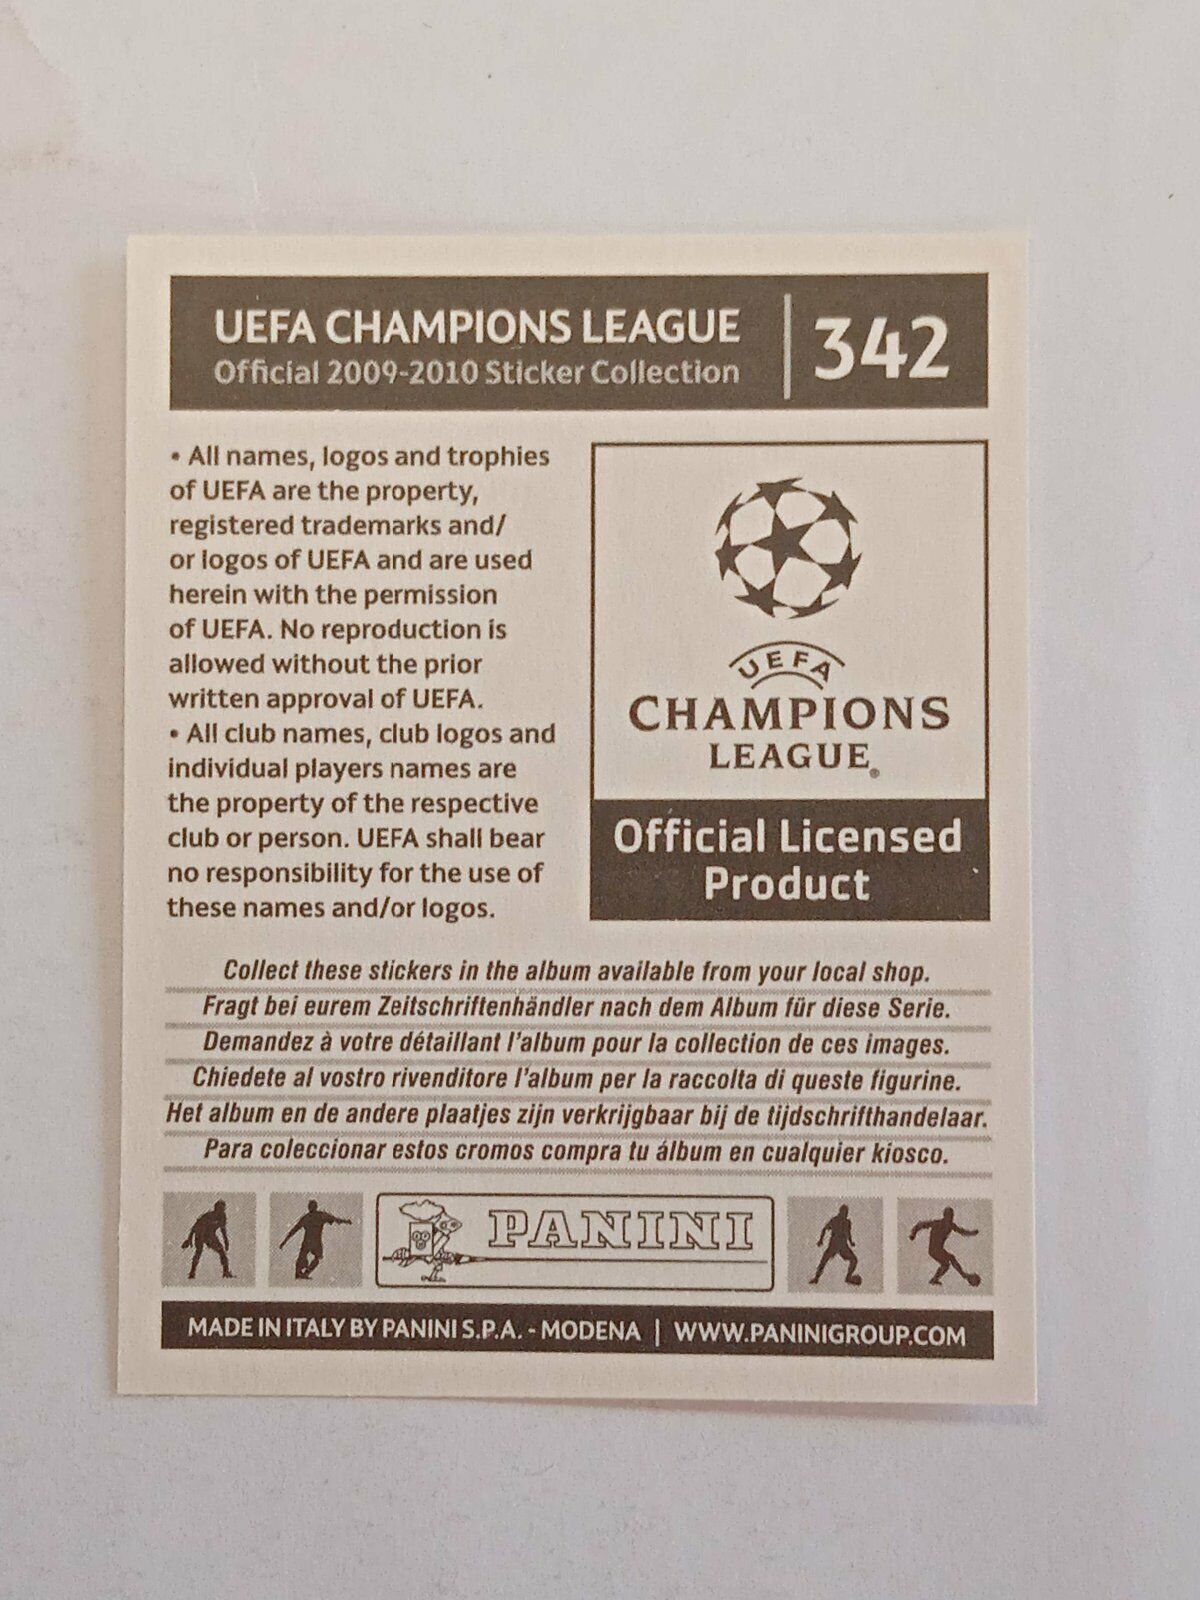 UEFA CHAMPIONS LEAGUE
Official 2009-2010 Sticker Collection
342
• All names, logos and trophies
of UEFA are the property,
registered trademarks and/
or logos of UEFA and are used
herein with the permission
of UEFA. No reproduction is
allowed without the prior
written approval of UEFA.
• All club names, club logos and
individual players names are
the property of the respective
club or person. UEFA shall bear
no responsibility for the use of
these names and/or logos.
UEFA
CHAMPIONS
LEAGUE®
Official Licensed
Product
Collect these stickers in the album available from your local shop.
Fragt bei eurem Zeitschriftenhändler nach dem Album für diese Serie.
Demandez à votre détaillant l'album pour la collection de ces images.
Chiedete al vostro rivenditore l'album per la raccolta di queste figurine.
Het album en de andere plaatjes zijn verkrijgbaar bij de tijdschrifthandelaar.
Para coleccionar estos cromos compra tu álbum en cualquier kiosco.
PANINI
MADE IN ITALY BY PANINI S.P.A. - MODENA | WWW.PANINIGROUP.COM